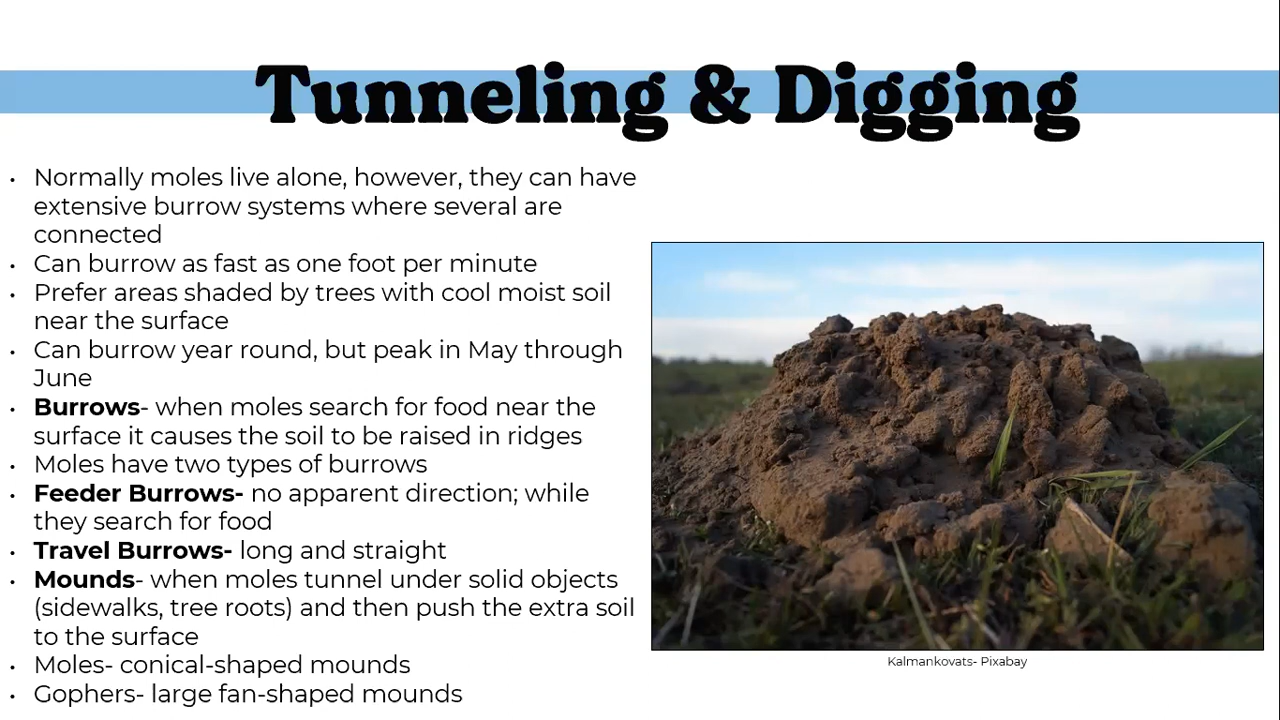 Tunneling & Digging
• Normally moles live alone, however, they can have
extensive burrow systems where several are
connected
• Can burrow as fast as one foot per minute
• Prefer areas shaded by trees with cool moist soil
near the surface
• Can burrow year round, but peak in May through
June
• Burrows- when moles search for food near the
surface it causes the soil to be raised in ridges
• Moles have two types of burrows
• Feeder Burrows- no apparent direction; while
they search for food
• Travel Burrows- long and straight
• Mounds- when moles tunnel under solid objects
(sidewalks, tree roots) and then push the extra soil
to the surface
• Moles- conical-shaped mounds
• Gophers- large fan-shaped mounds
Kalmankovats- Pixabay